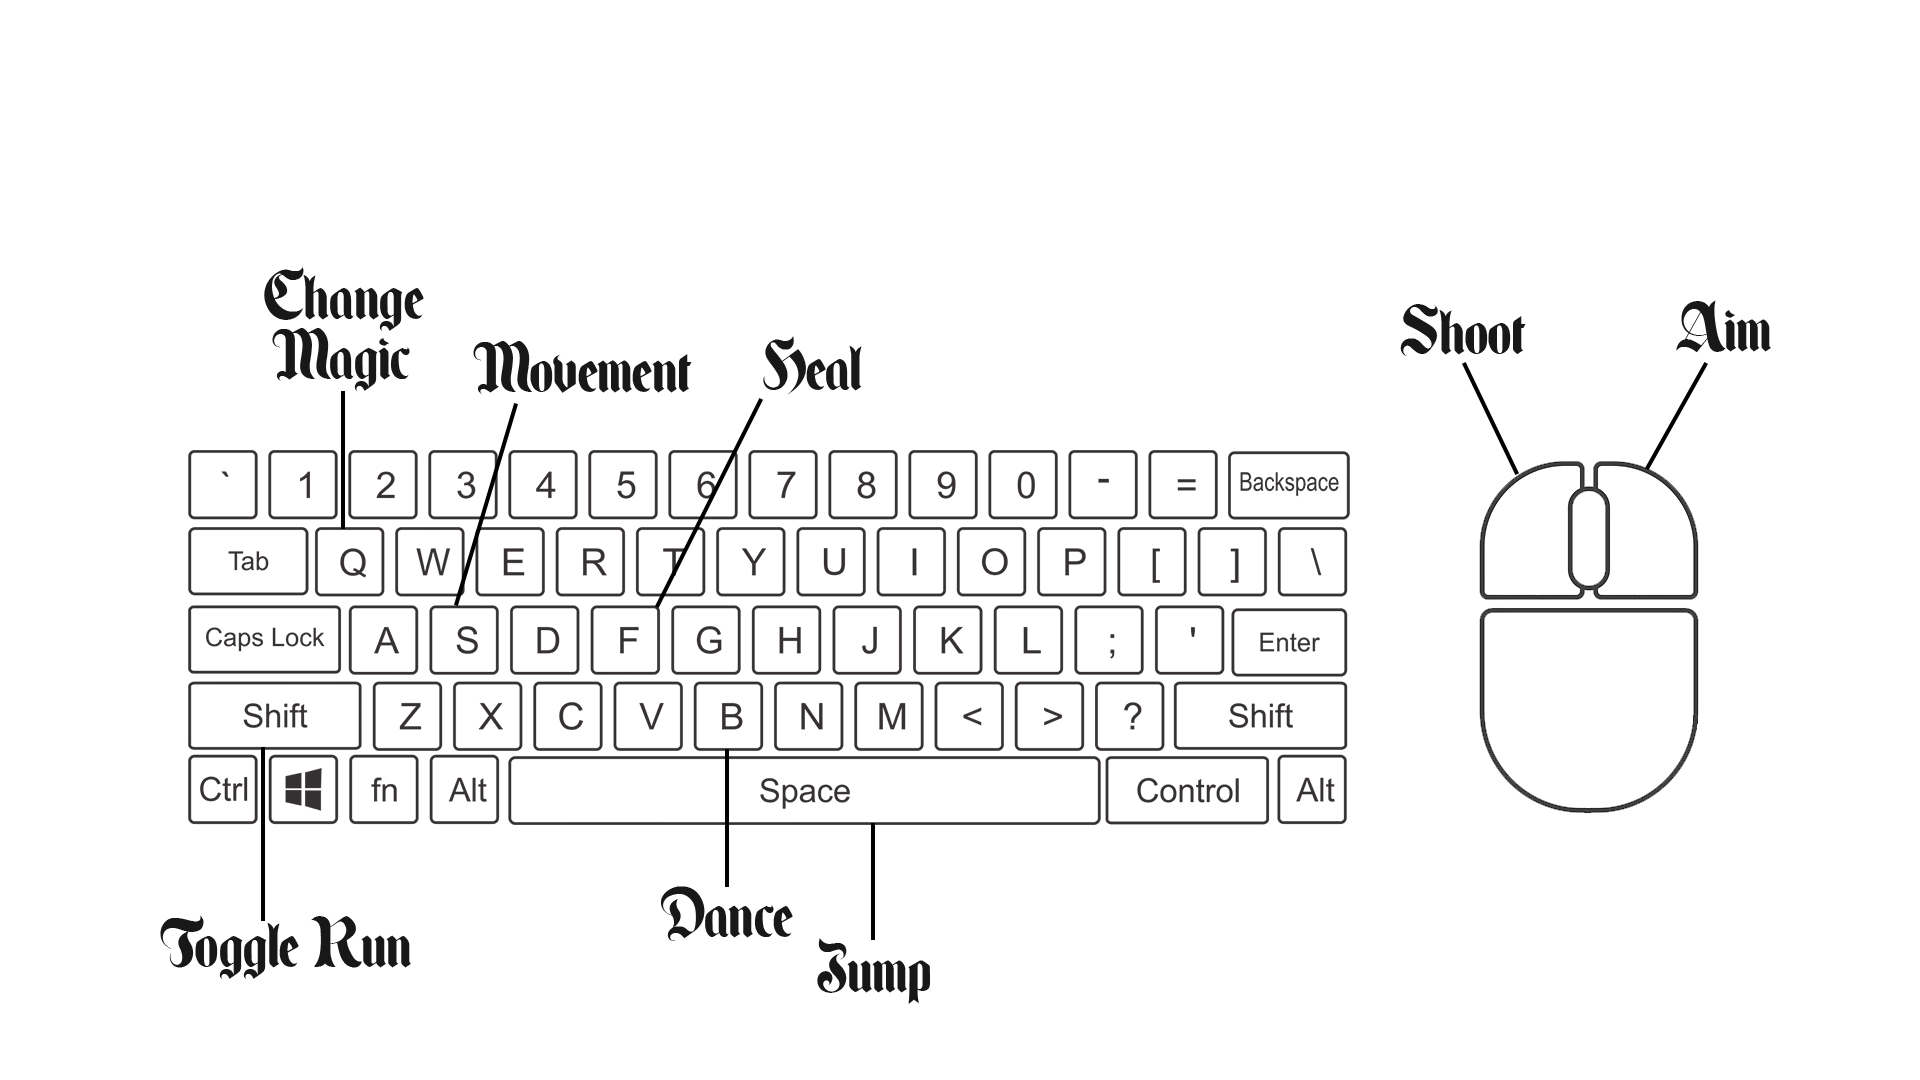 Change
Magic
Movement
Heal
Shoot
Aim
` 1 2 3 4 5 6 7 8 9 0 - = Backspace
Tab Q W E R T Y U I O P [ ] \
Caps Lock A S D F G H J K L ; ' Enter
Shift Z X C V B N M < > ? Shift
Ctrl fn Alt Space Control Alt
Toggle Run
Dance
Jump